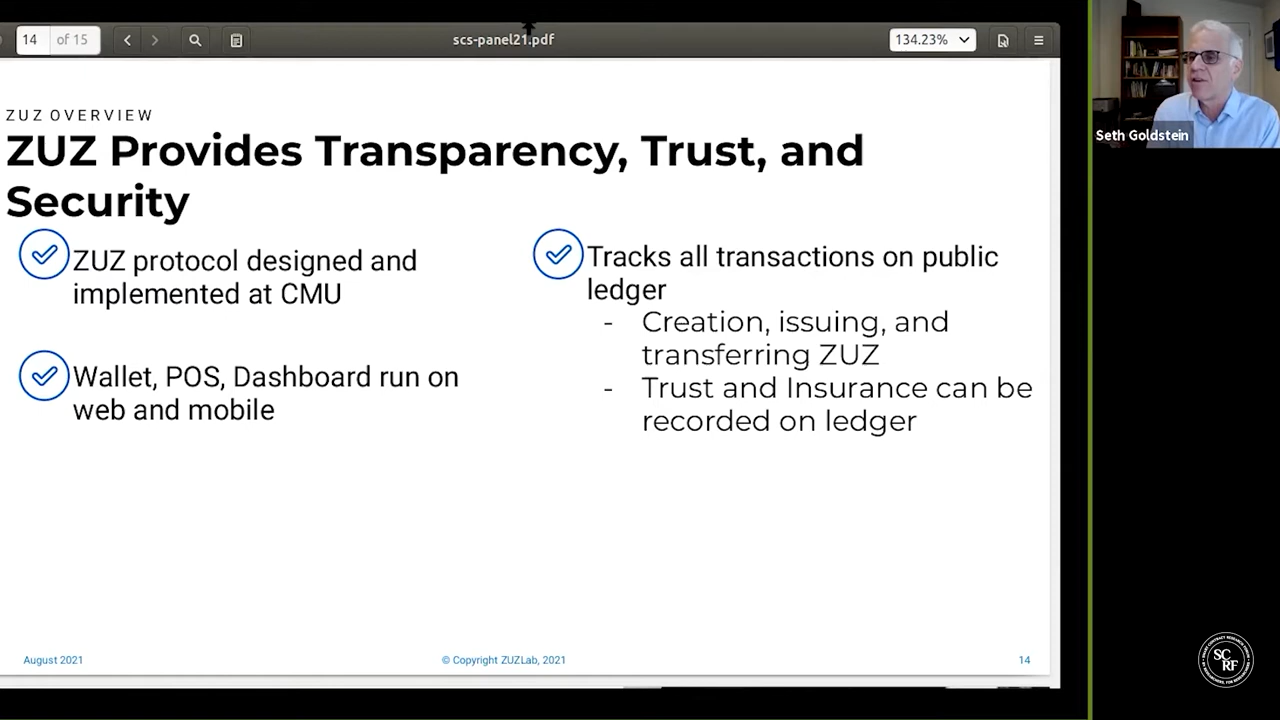 14 of 15
scs-panel21.pdf
134.23%
ZUZ OVERVIEW
ZUZ Provides Transparency, Trust, and
Security
ZUZ protocol designed and
implemented at CMU
Wallet, POS, Dashboard run on
web and mobile
Tracks all transactions on public
ledger
- Creation, issuing, and
transferring ZUZ
- Trust and Insurance can be
recorded on ledger
August 2021
© Copyright ZUZLab, 2021
14
Seth Goldstein
SC
RF